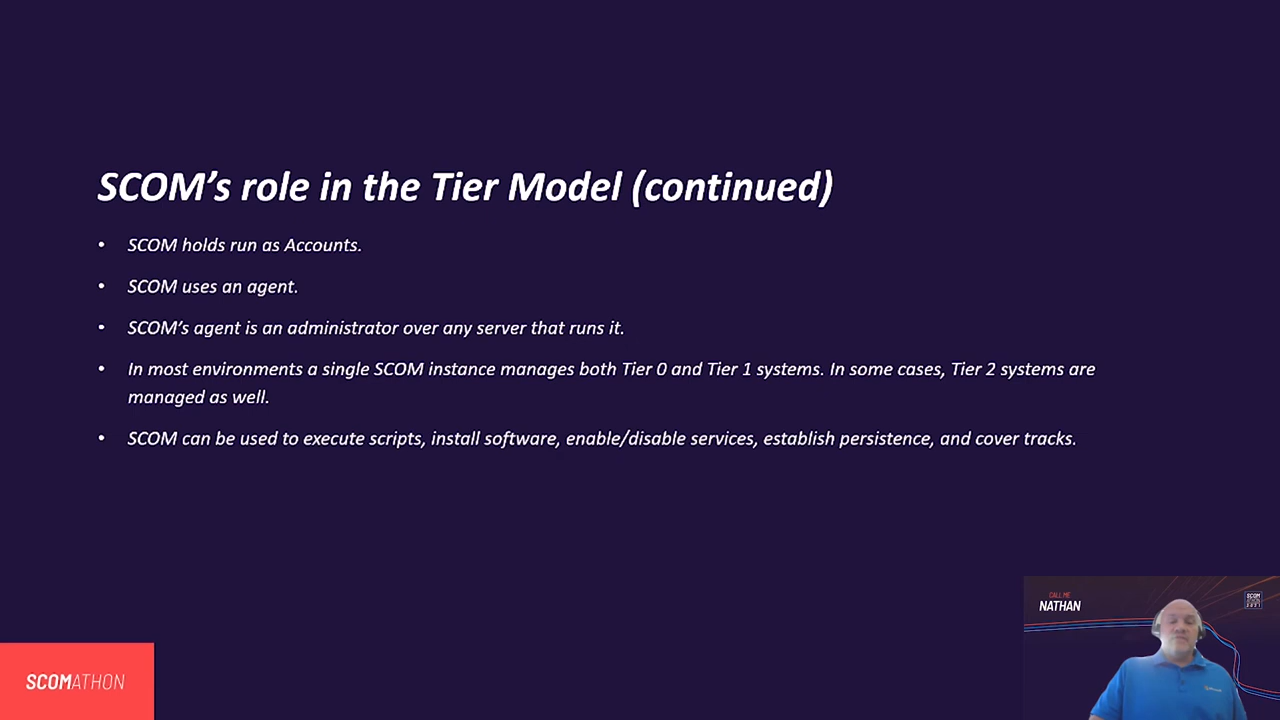 SCOM's role in the Tier Model (continued)
• SCOM holds run as Accounts.
• SCOM uses an agent.
• SCOM's agent is an administrator over any server that runs it.
• In most environments a single SCOM instance manages both Tier 0 and Tier 1 systems. In some cases, Tier 2 systems are
managed as well.
• SCOM can be used to execute scripts, install software, enable/disable services, establish persistence, and cover tracks.
CALL ME
NATHAN
SCOMATHON